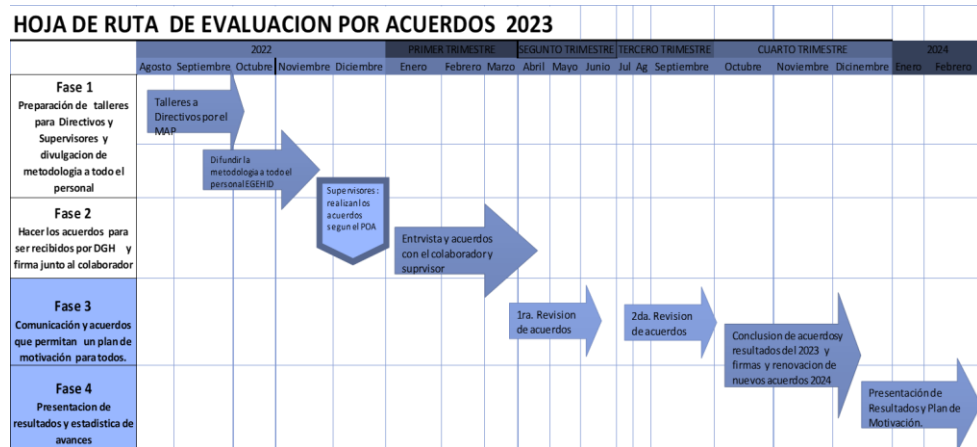 HOJA DE RUTA DE EVALUACION POR ACUERDOS 2023
2022 PRIMER TRIMESTRE SEGUNTO TRIMESTRE TERCERO TRIMESTRE CUARTO TRIMESTRE 2024
Agosto Septiembre Octubre Noviembre Diciembre Enero Febrero Marzo Abril Mayo Junio Jul Ag Septiembre Octubre Noviembre Dicinembre Enero Febrero
Fase 1
Preparación de talleres
para Directivos y
Supervisores y
divulgacion de
metodologia a todo el
personal
Talleres a
Directivos por el
MAP
Difundir la
metodologia a todo el
personal EGEHID
Supervisores :
realizan los
acuerdos
segun el POA
Fase 2
Hacer los acuerdos para
ser recibidos por DGH y
firma junto al colaborador
Entrvista y acuerdos
con el colaborador y
suprvisor
Fase 3
Comunicación y acuerdos
que permitan un plan de
motivación para todos.
1ra. Revision
de acuerdos
2da. Revision
de acuerdos
Conclusion de acuerdos y
resultados del 2023 y
firmas y renovacion de
nuevos acuerdos 2024
Fase 4
Presentacion de
resultados y estadistica de
avances
Presentación de
Resultados y Plan de
Motivación.